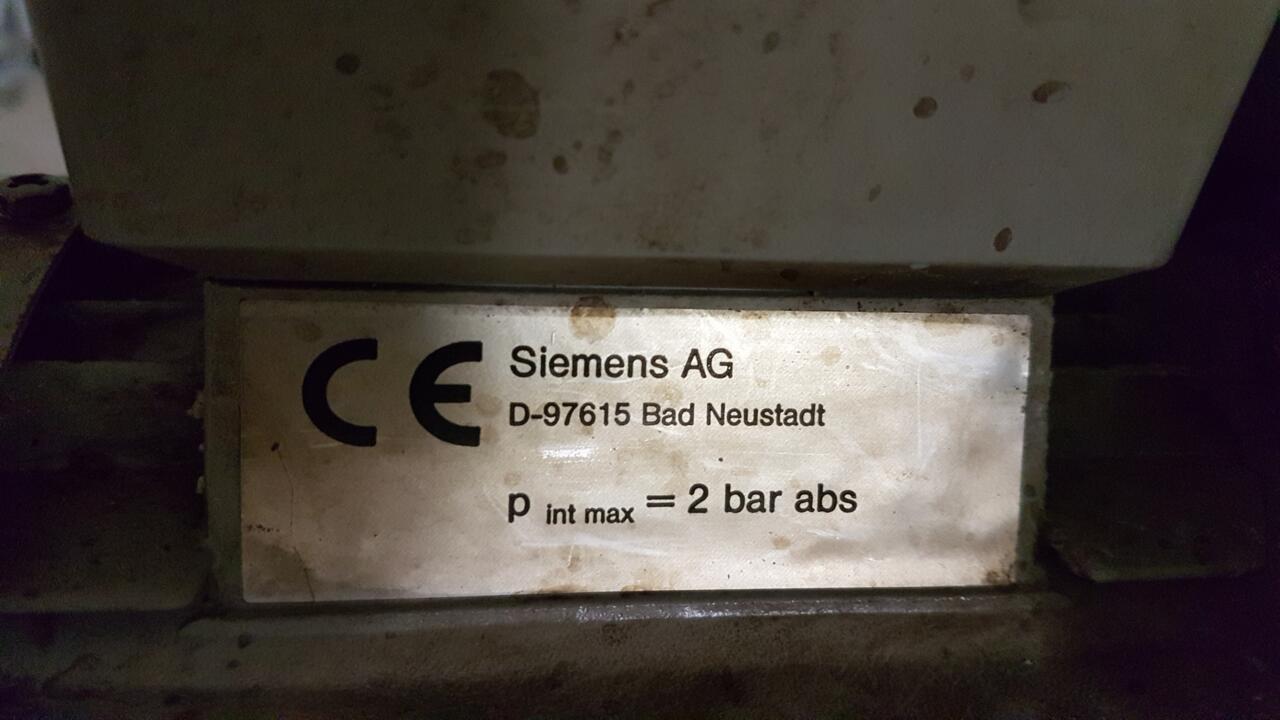 CE
Siemens AG
D-97615 Bad Neustadt
p int max = 2 bar abs